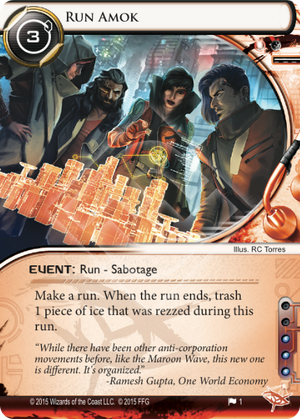 Run Amok
3
Illus. RC Torres
EVENT: Run - Sabotage
Make a run. When the run ends, trash
1 piece of ice that was rezzed during this
run.
“While there have been other anti-corporation
movements before, like the Maroon Wave, this new one
is different. It’s organized.”
-Ramesh Gupta, One World Economy
© 2015 Wizards of the Coast LLC. © 2015 FFG
1